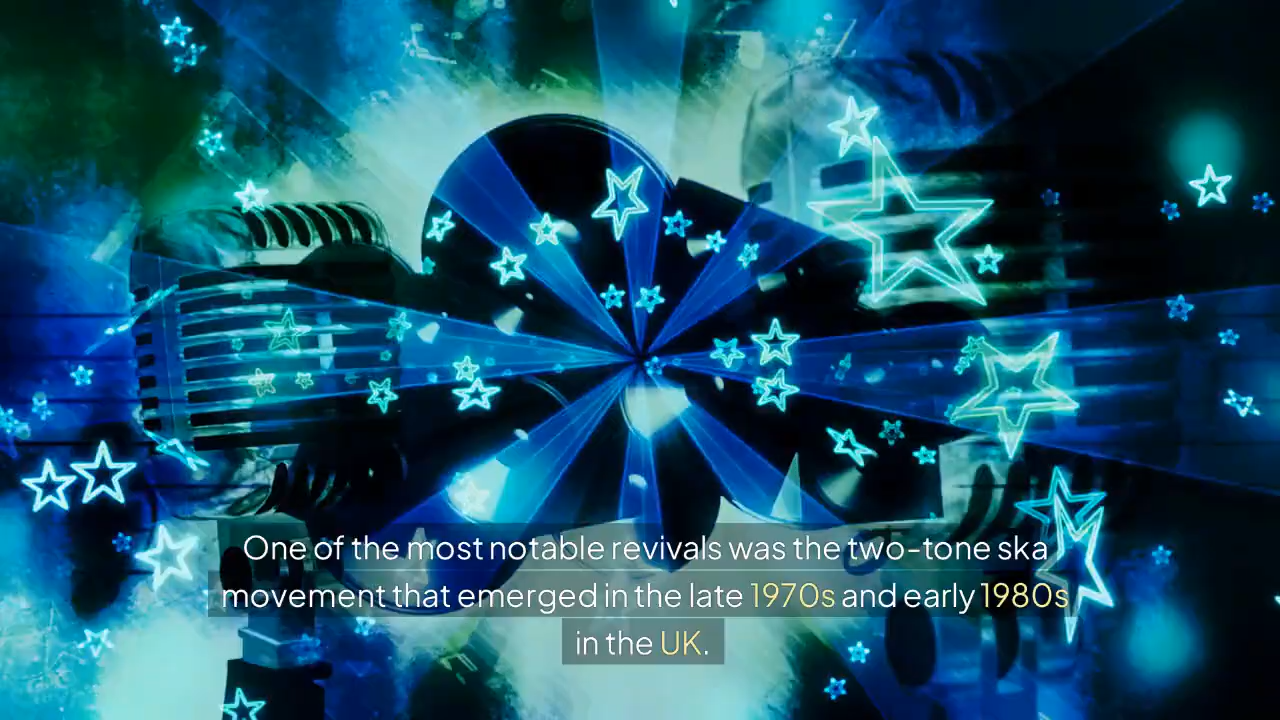 One of the most notable revivals was the two-tone ska
movement that emerged in the late 1970s and early 1980s
in the UK.